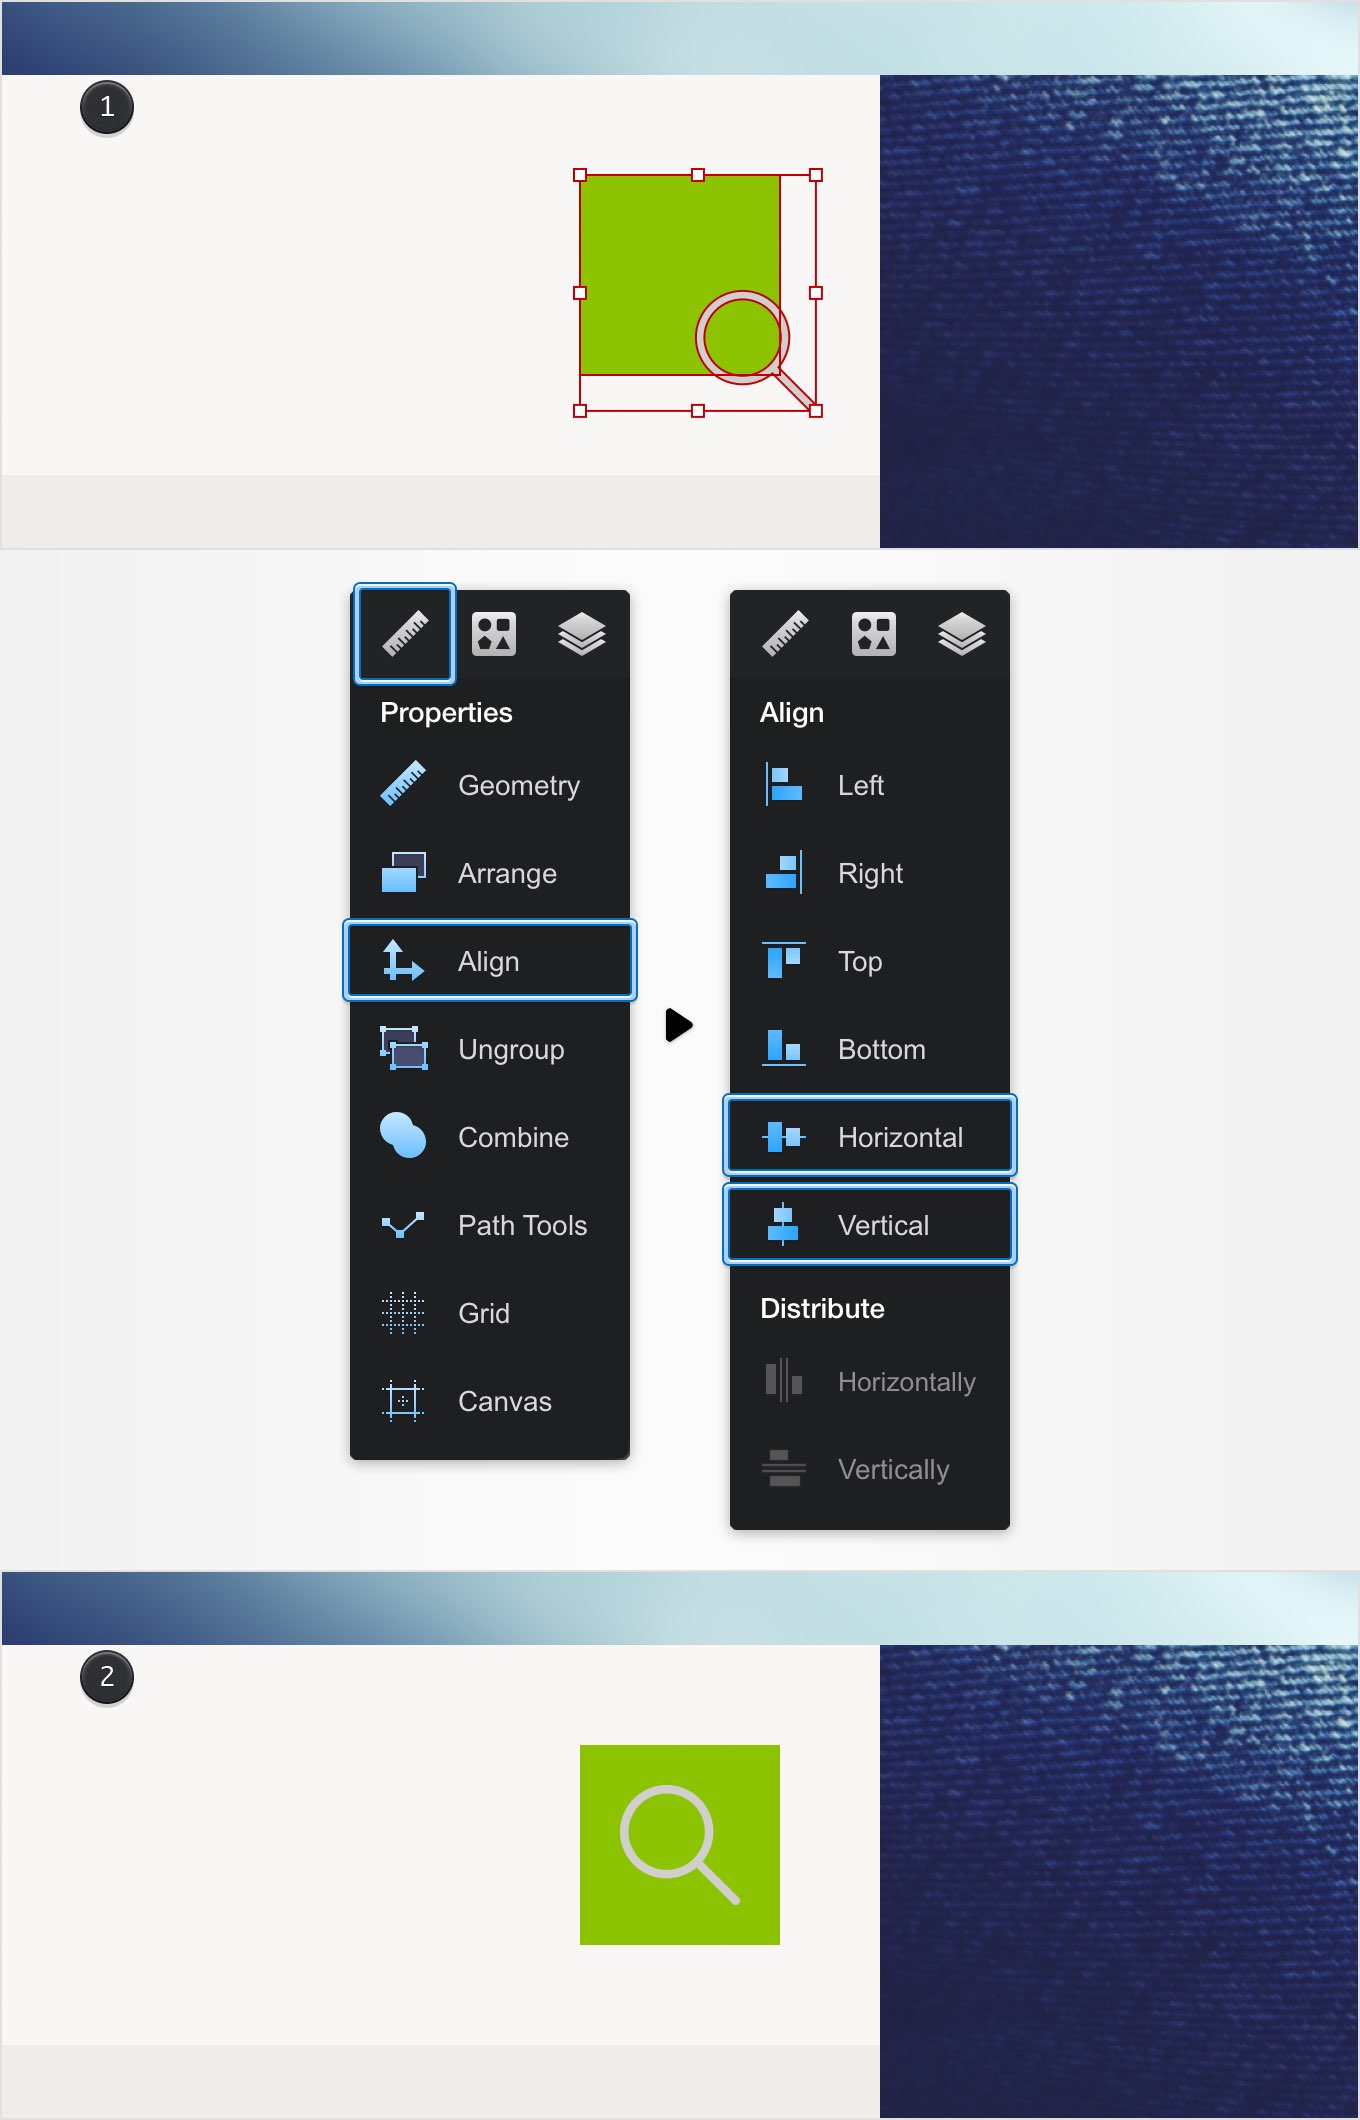 1
Properties
Geometry
Arrange
Align
Ungroup
Combine
Path Tools
Grid
Canvas
Align
Left
Right
Top
Bottom
Horizontal
Vertical
Distribute
Horizontally
Vertically
2